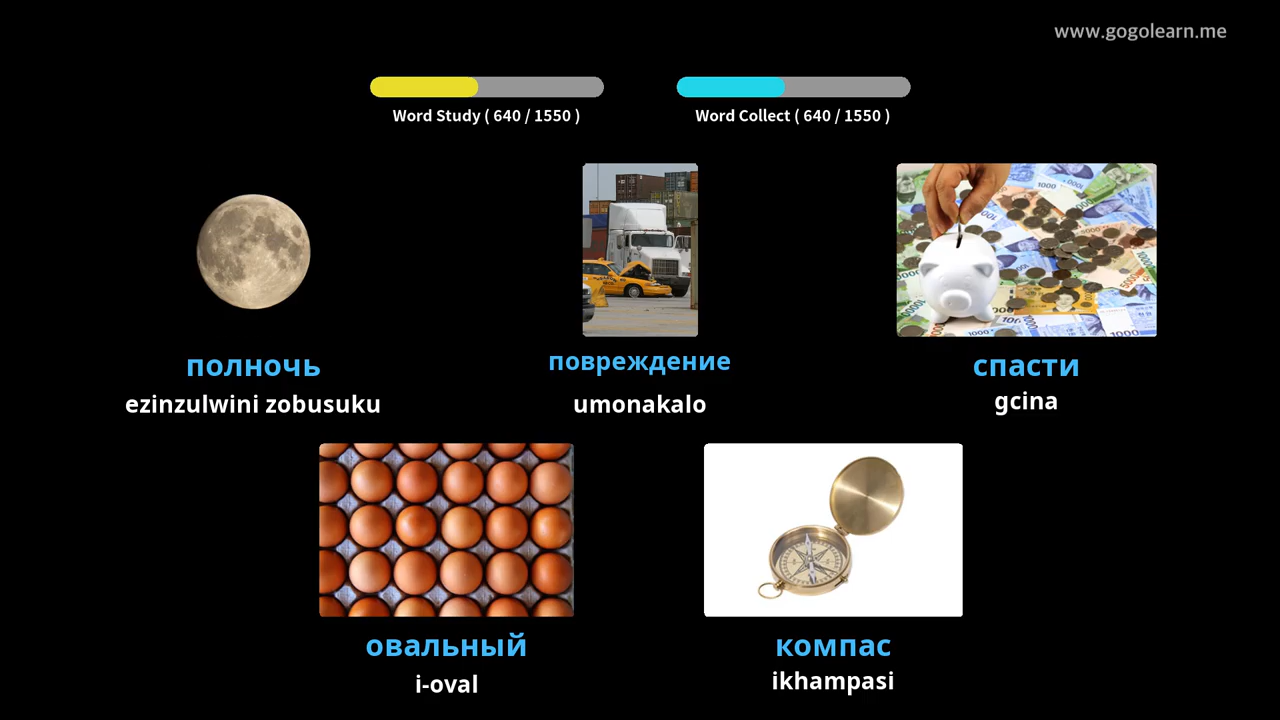 www.gogolearn.me
Word Study ( 640 / 1550 )
Word Collect ( 640 / 1550 )
полночь
ezinzulwini zobusuku
повреждение
umonakalo
спасти
gcina
овальный
i-oval
компас
ikhampasi